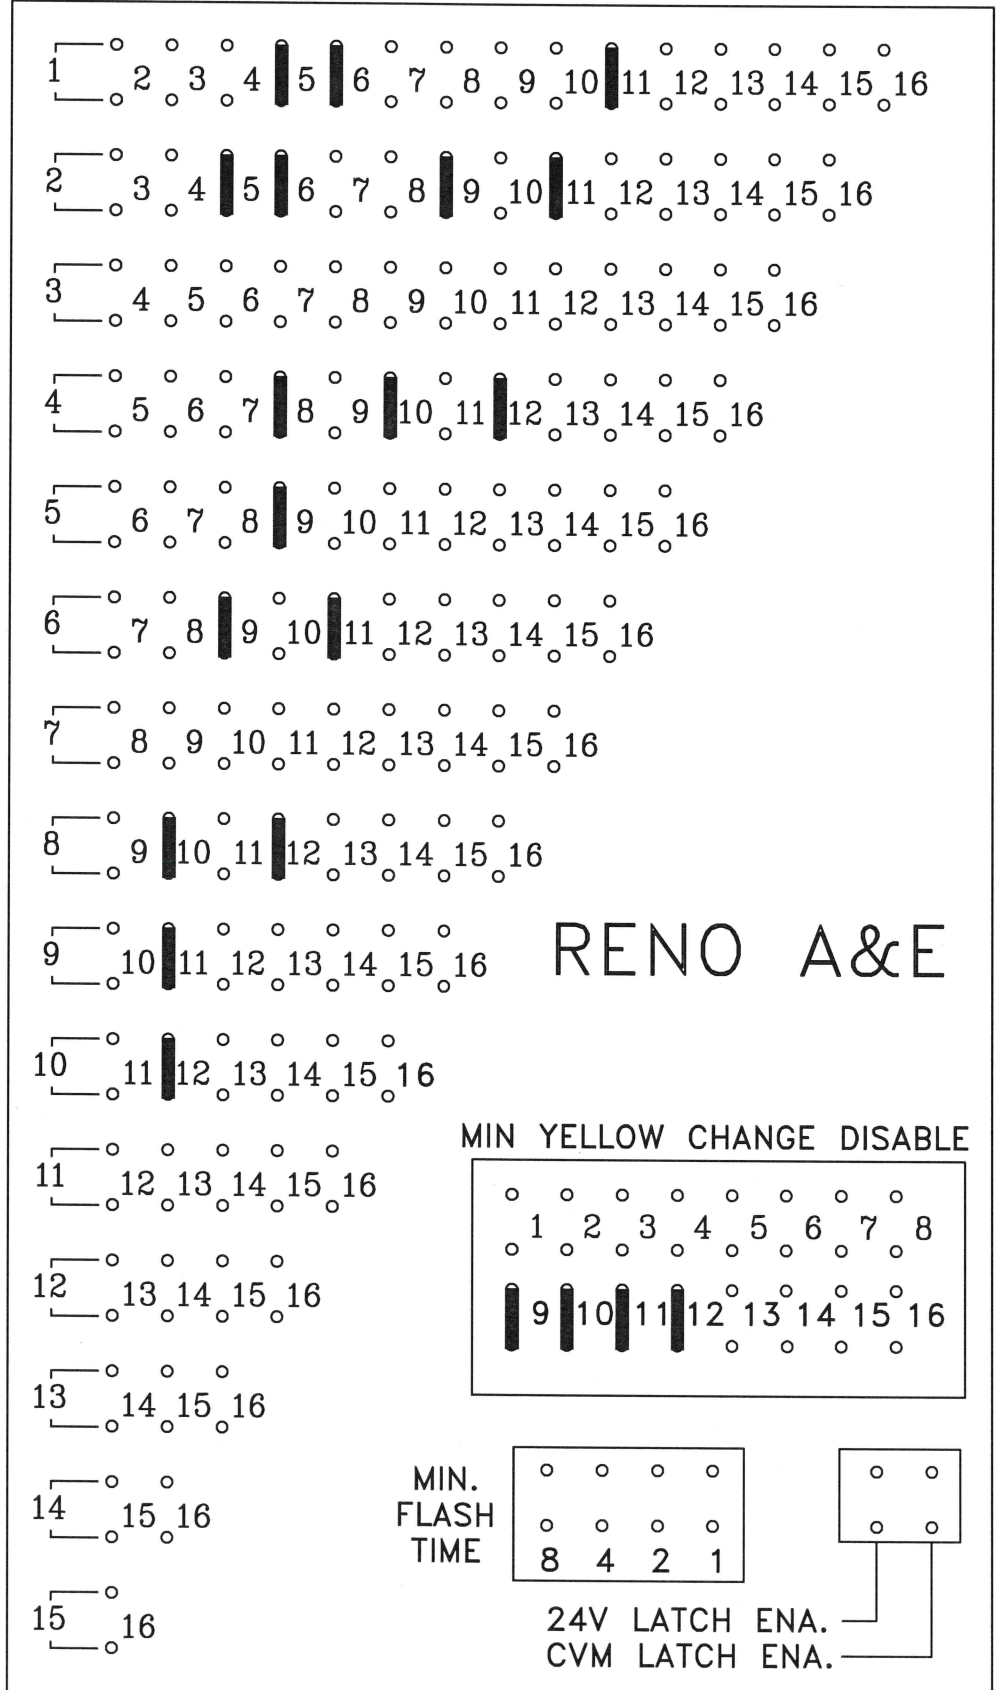 1 2 3 4 5 6 7 8 9 10 11 12 13 14 15 16
2 3 4 5 6 7 8 9 10 11 12 13 14 15 16
3 4 5 6 7 8 9 10 11 12 13 14 15 16
4 5 6 7 8 9 10 11 12 13 14 15 16
5 6 7 8 9 10 11 12 13 14 15 16
6 7 8 9 10 11 12 13 14 15 16
7 8 9 10 11 12 13 14 15 16
8 9 10 11 12 13 14 15 16
9 10 11 12 13 14 15 16
RENO A&E
10 11 12 13 14 15 16
11 12 13 14 15 16
12 13 14 15 16
13 14 15 16
14 15 16
15 16
MIN YELLOW CHANGE DISABLE
1 2 3 4 5 6 7 8
9 10 11 12 13 14 15 16
MIN.
FLASH
TIME
8 4 2 1
24V LATCH ENA.
CVM LATCH ENA.